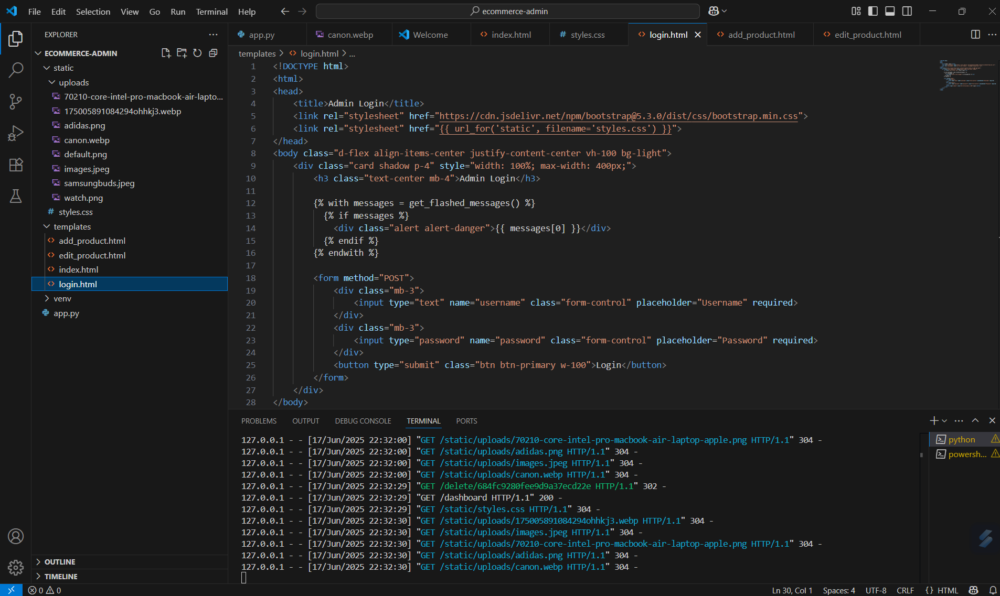 File Edit Selection View Go Run Terminal Help
ecommerce-admin
EXPLORER
ECOMMERCE-ADMIN
static
uploads
70210-core-intel-pro-macbook-air-lapto...
175005891084294ohhkj3.webp
adidas.png
canon.webp
default.png
images.jpeg
samsungbuds.jpeg
watch.png
styles.css
templates
add_product.html
edit_product.html
index.html
login.html
venv
app.py
OUTLINE
TIMELINE
app.py canon.webp Welcome index.html styles.css login.html add_product.html edit_product.html
templates > login.html > ...
1 <!DOCTYPE html>
2 <html>
3 <head>
4 <title>Admin Login</title>
5 <link rel="stylesheet" href="https://cdn.jsdelivr.net/npm/bootstrap@5.3.0/dist/css/bootstrap.min.css">
6 <link rel="stylesheet" href="{{ url_for('static', filename='styles.css') }}">
7 </head>
8 <body class="d-flex align-items-center justify-content-center vh-100 bg-light">
9 <div class="card shadow p-4" style="width: 100%; max-width: 400px;">
10 <h3 class="text-center mb-4">Admin Login</h3>
11
12 {% with messages = get_flashed_messages() %}
13 {% if messages %}
14 <div class="alert alert-danger">{{ messages[0] }}</div>
15 {% endif %}
16 {% endwith %}
17
18 <form method="POST">
19 <div class="mb-3">
20 <input type="text" name="username" class="form-control" placeholder="Username" required>
21 </div>
22 <div class="mb-3">
23 <input type="password" name="password" class="form-control" placeholder="Password" required>
24 </div>
25 <button type="submit" class="btn btn-primary w-100">Login</button>
26 </form>
27 </div>
28 </body>
PROBLEMS OUTPUT DEBUG CONSOLE TERMINAL PORTS
127.0.0.1 - - [17/Jun/2025 22:32:00] "GET /static/uploads/70210-core-intel-pro-macbook-air-laptop-apple.png HTTP/1.1" 304 -
127.0.0.1 - - [17/Jun/2025 22:32:00] "GET /static/uploads/adidas.png HTTP/1.1" 304 -
127.0.0.1 - - [17/Jun/2025 22:32:00] "GET /static/uploads/images.jpeg HTTP/1.1" 304 -
127.0.0.1 - - [17/Jun/2025 22:32:00] "GET /static/uploads/canon.webp HTTP/1.1" 304 -
127.0.0.1 - - [17/Jun/2025 22:32:29] "GET /delete/684fc9280fee9d9a37ecd22e HTTP/1.1" 302 -
127.0.0.1 - - [17/Jun/2025 22:32:29] "GET /dashboard HTTP/1.1" 200 -
127.0.0.1 - - [17/Jun/2025 22:32:29] "GET /static/styles.css HTTP/1.1" 304 -
127.0.0.1 - - [17/Jun/2025 22:32:30] "GET /static/uploads/175005891084294ohhkj3.webp HTTP/1.1" 304 -
127.0.0.1 - - [17/Jun/2025 22:32:30] "GET /static/uploads/images.jpeg HTTP/1.1" 304 -
127.0.0.1 - - [17/Jun/2025 22:32:30] "GET /static/uploads/70210-core-intel-pro-macbook-air-laptop-apple.png HTTP/1.1" 304 -
127.0.0.1 - - [17/Jun/2025 22:32:30] "GET /static/uploads/adidas.png HTTP/1.1" 304 -
127.0.0.1 - - [17/Jun/2025 22:32:30] "GET /static/uploads/canon.webp HTTP/1.1" 304 -
python
powersh...
0 0
Ln 30, Col 1 Spaces: 4 UTF-8 CRLF {} HTML